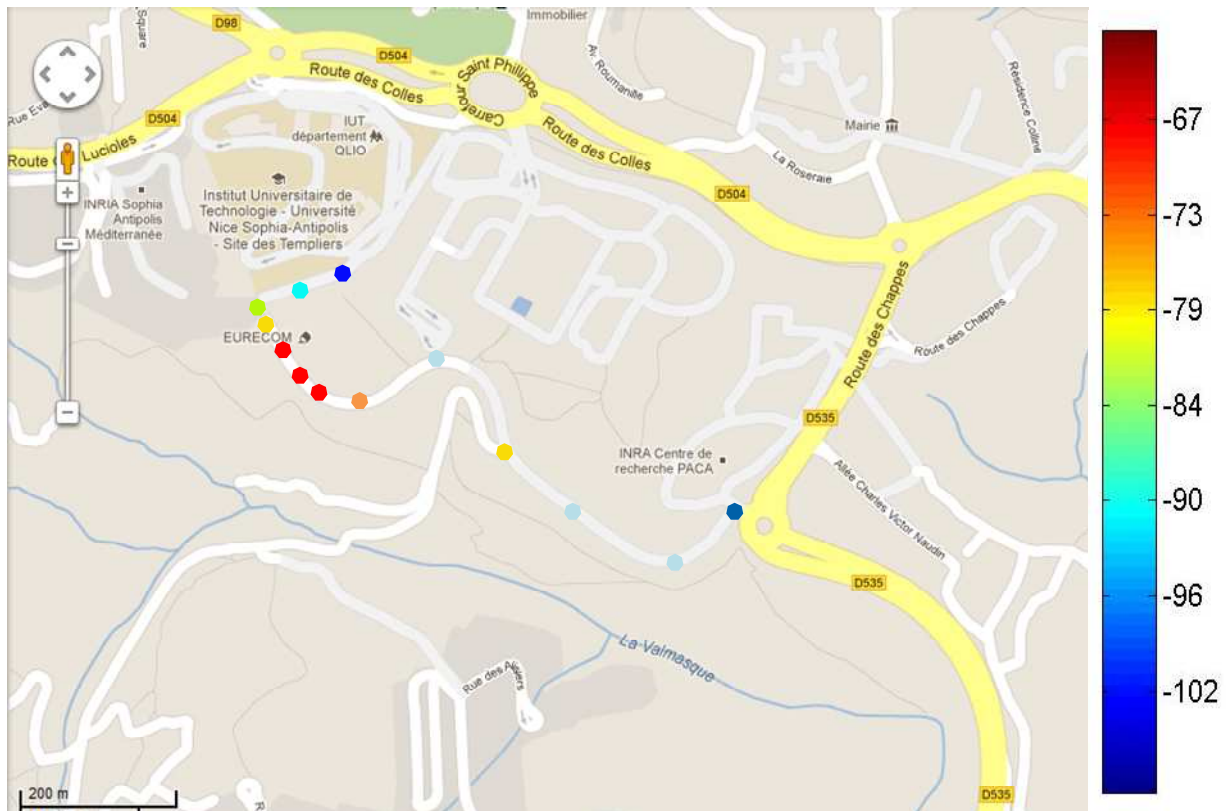 Square
D98
Immobilier
D504
Route des Colles
Carrefour Saint Phillippe
Av. Roumanille
Résidence Colline
-67
Rue Eva
D504
Route
Lucioles
IUT
département
QLIO
Route des Colles
Mairie
La Roseraie
INRIA Sophia
Antipolis
Méditerranée
Institut Universitaire de
Technologie - Université
Nice Sophia-Antipolis
- Site des Templiers
D504
-73
EURECOM
Route des Chappes
Route des Chappes
-79
D535
-84
INRA Centre de
recherche PACA
Allée Charles Victor Naudin
-90
D535
-96
La Valmasque
Rue des Alisiers
-102
200 m
D535